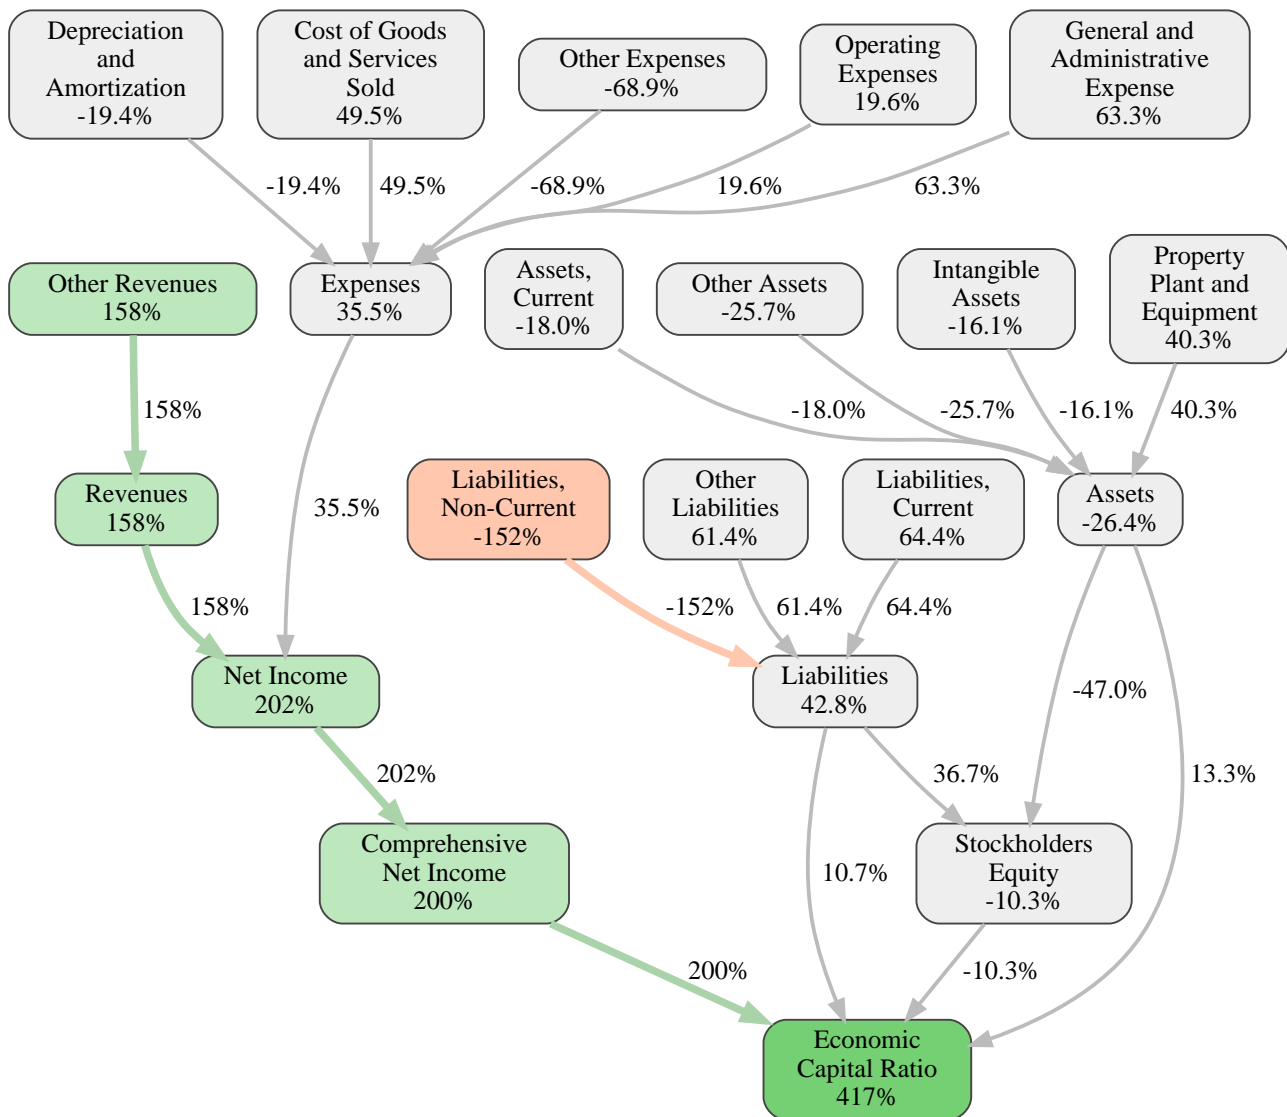 Depreciation
and
Amortization
-19.4%
Cost of Goods
and Services
Sold
49.5%
Other Expenses
-68.9%
Operating
Expenses
19.6%
General and
Administrative
Expense
63.3%
-19.4%
49.5%
-68.9%
19.6%
63.3%
Other Revenues
158%
Expenses
35.5%
Assets,
Current
-18.0%
Other Assets
-25.7%
Intangible
Assets
-16.1%
Property
Plant and
Equipment
40.3%
158%
-18.0%
-25.7%
-16.1%
40.3%
Revenues
158%
35.5%
Liabilities,
Non-Current
-152%
Other
Liabilities
61.4%
Liabilities,
Current
64.4%
Assets
-26.4%
158%
-152%
61.4%
64.4%
Net Income
202%
Liabilities
42.8%
-47.0%
202%
36.7%
13.3%
Comprehensive
Net Income
200%
10.7%
Stockholders
Equity
-10.3%
200%
-10.3%
Economic
Capital Ratio
417%